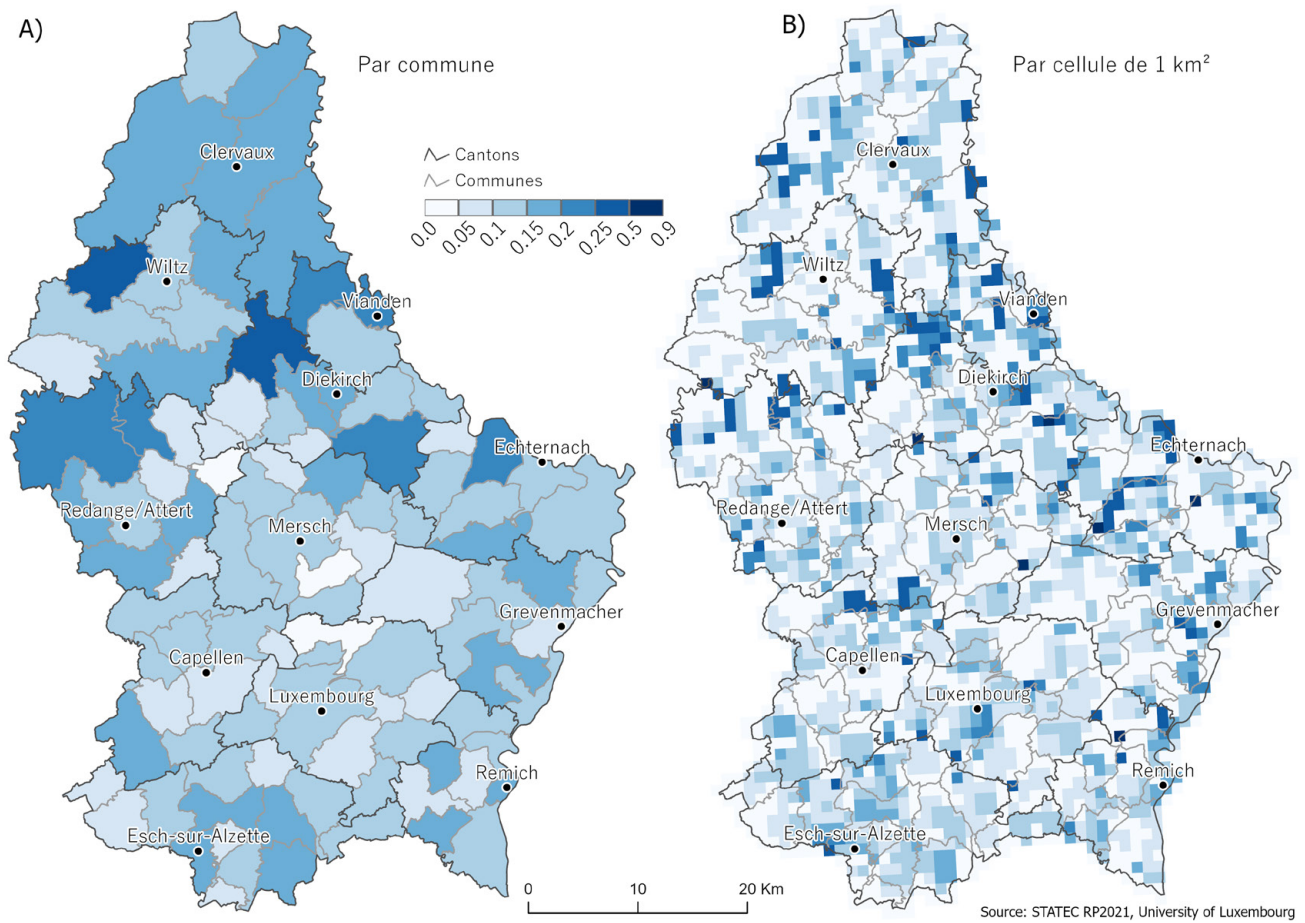 A)
Par commune
B)
Par cellule de 1 km²
Cantons
Communes
0.0
0.05
0.1
0.15
0.2
0.25
0.5
0.9
Clervaux
Wiltz
Vianden
Diekirch
Echternach
Redange/Attert
Mersch
Grevenmacher
Capellen
Luxembourg
Remich
Esch-sur-Alzette
Clervaux
Wiltz
Vianden
Diekirch
Echternach
Redange/Attert
Mersch
Grevenmacher
Capellen
Luxembourg
Remich
Esch-sur-Alzette
0 10 20 Km
Source: STATEC RP2021, University of Luxembourg